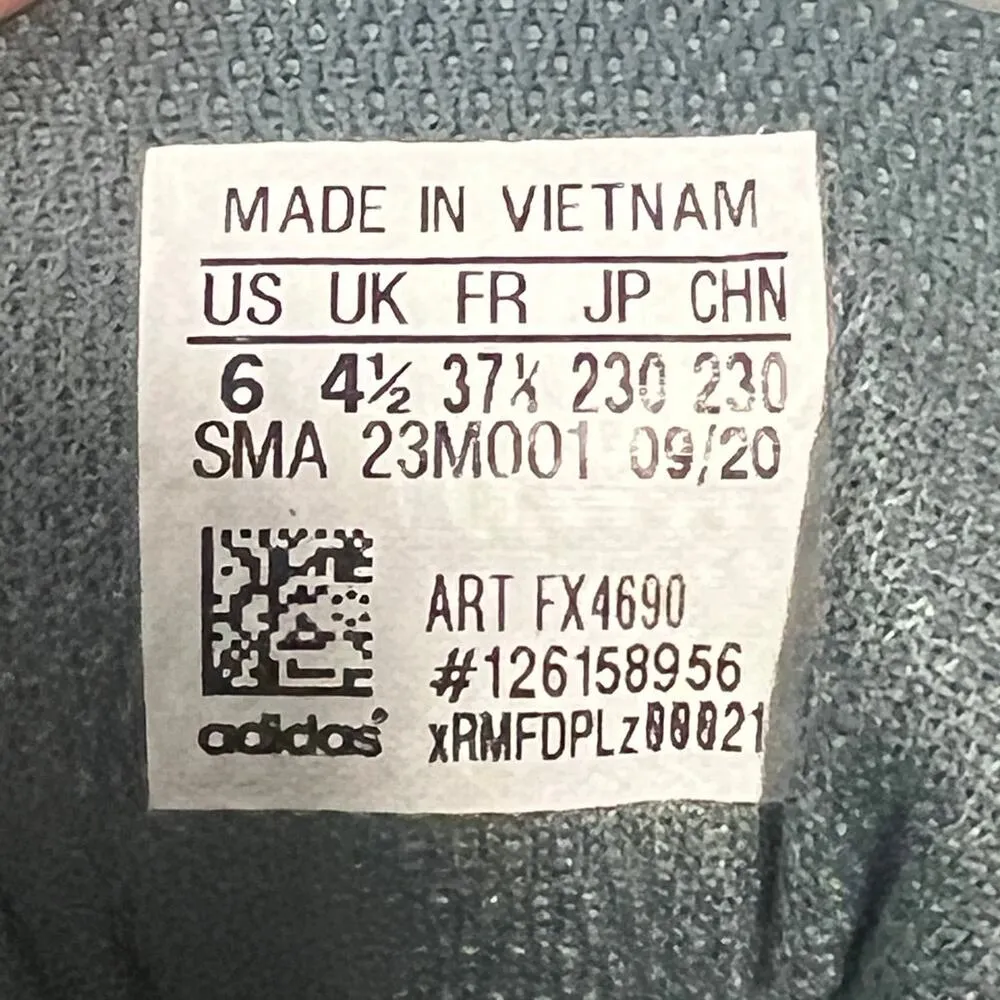 MADE IN VIETNAM
US UK FR JP CHN
6 4½ 37⅓ 230 230
SMA 23M001 09/20
ART FX4690
#126158956
adidas
xRMFDPLz00021